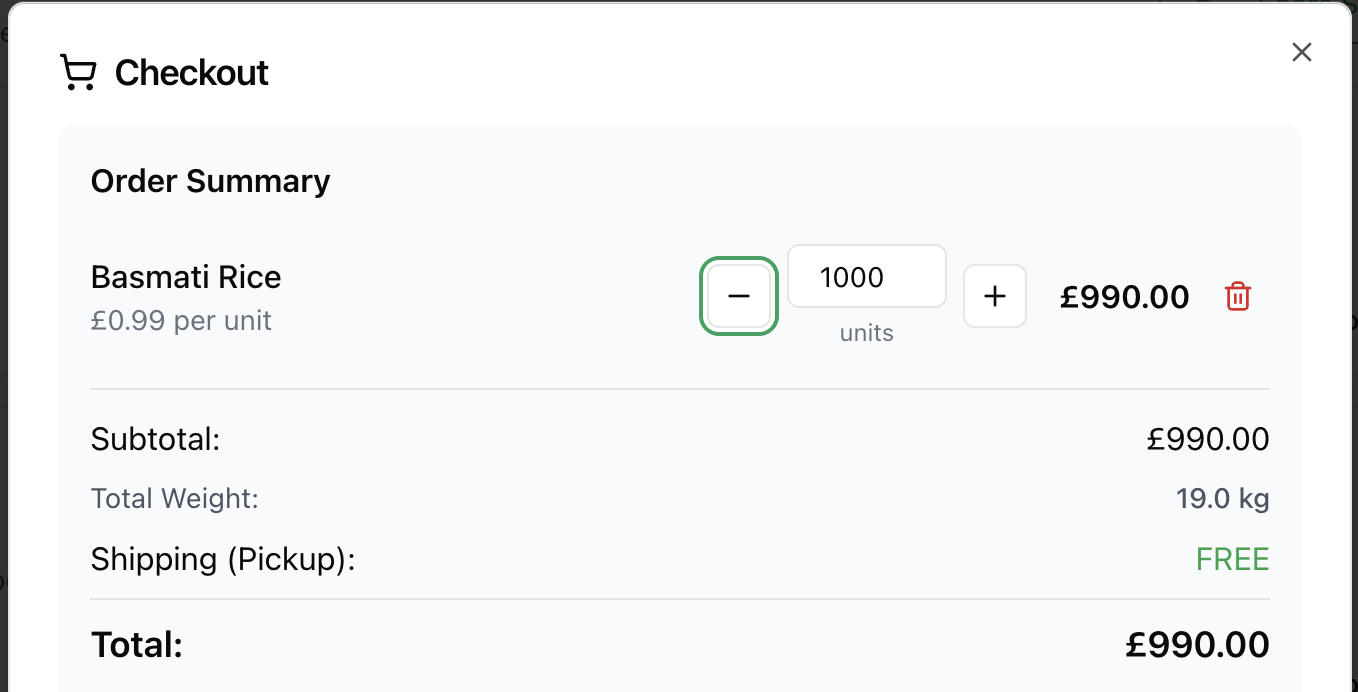 Checkout
Order Summary
Basmati Rice
£0.99 per unit
1000
units
£990.00
Subtotal: £990.00
Total Weight: 19.0 kg
Shipping (Pickup): FREE
Total: £990.00